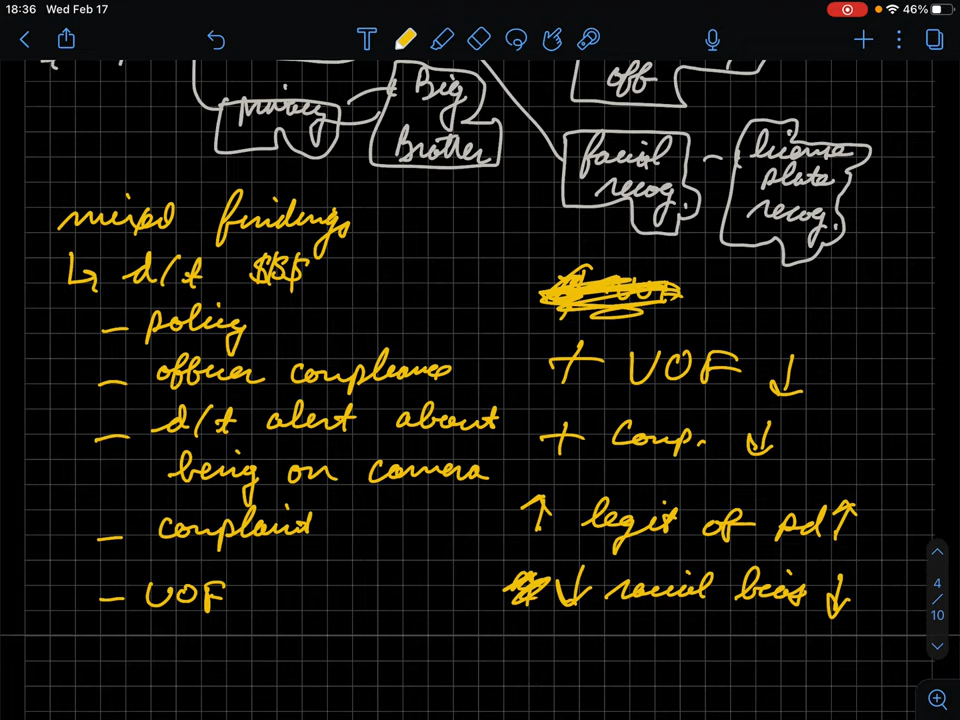 18:36 Wed Feb 17
46%
off
Privacy
Big
Brother
facial
recog.
license
plate
recog.
mixed findings
↳ d/t $$$
– policy
– officer compliance
– d/t alert about
being on camera
– complaint
– UOF
+ UOF ↓
+ Comp. ↓
↑ legit of pd ↑
↓ racial bias ↓
4
/
10